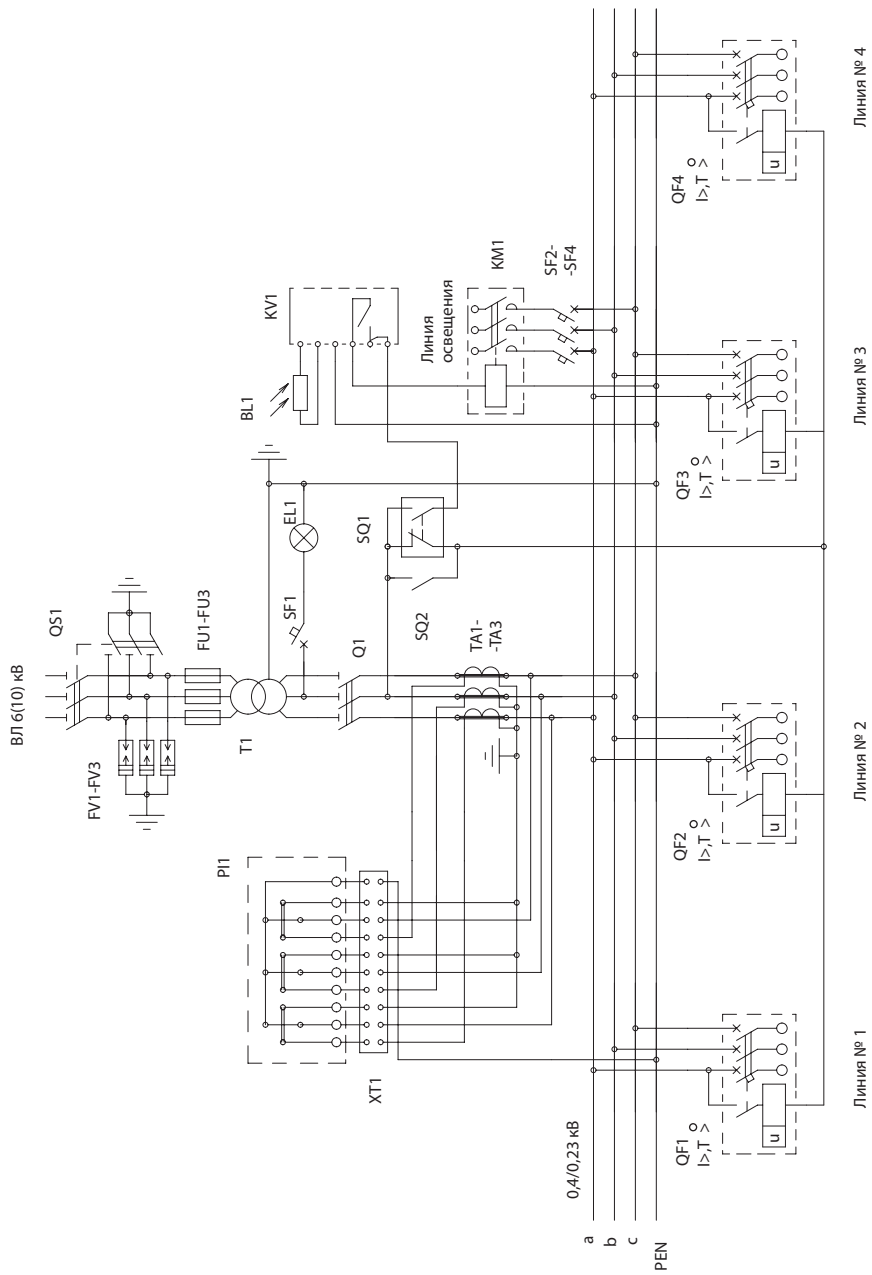 ВЛ 6(10) кВ
QS1
FV1-FV3
FU1-FU3
T1
SF1
EL1
BL1
KV1
Q1
SQ2
SQ1
TA1-
-TA3
PI1
XT1
Линия
освещения
KM1
SF2-
-SF4
0,4/0,23 кВ
a
b
c
PEN
QF1
I>,T°>
u
Линия № 1
QF2
I>,T°>
u
Линия № 2
QF3
I>,T°>
u
Линия № 3
QF4
I>,T°>
u
Линия № 4